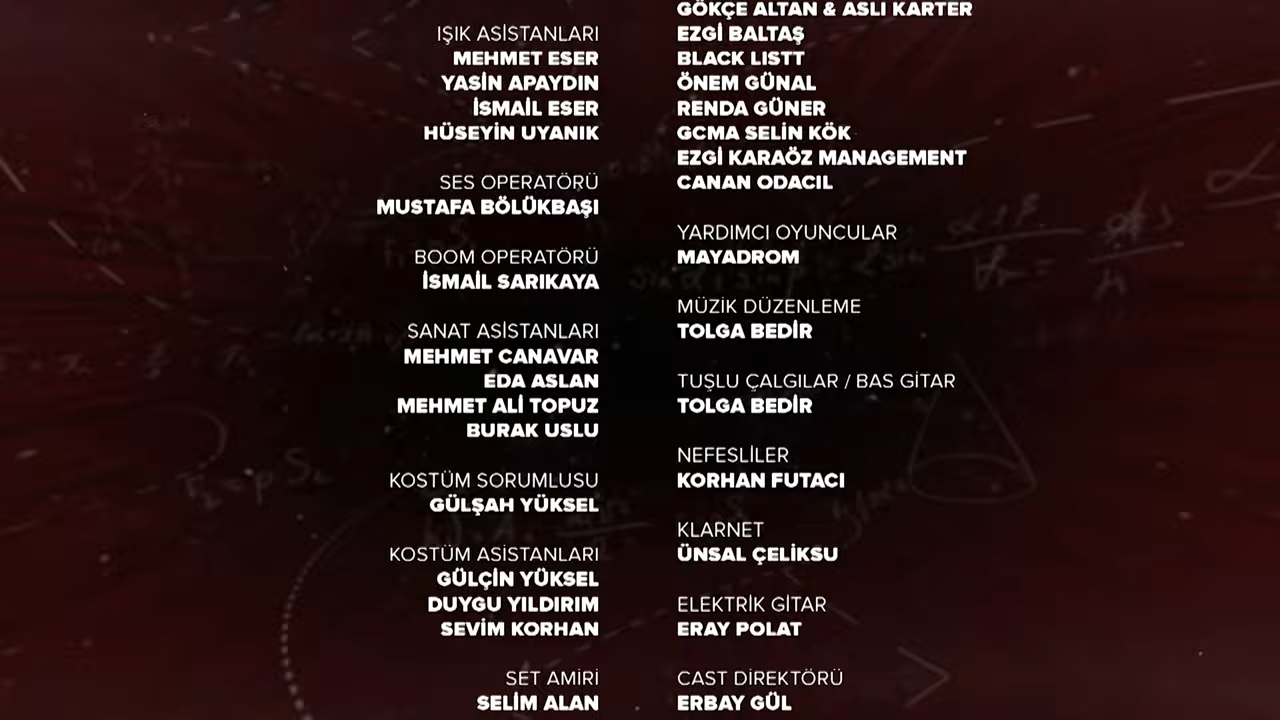 IŞIK ASİSTANLARI
MEHMET ESER
YASİN APAYDIN
İSMAİL ESER
HÜSEYİN UYANIK
SES OPERATÖRÜ
MUSTAFA BÖLÜKBAŞI
BOOM OPERATÖRÜ
İSMAİL SARIKAYA
SANAT ASİSTANLARI
MEHMET CANAVAR
EDA ASLAN
MEHMET ALİ TOPUZ
BURAK USLU
KOSTÜM SORUMLUSU
GÜLŞAH YÜKSEL
KOSTÜM ASİSTANLARI
GÜLÇİN YÜKSEL
DUYGU YILDIRIM
SEVİM KORHAN
SET AMİRİ
SELİM ALAN
GÖKÇE ALTAN & ASLI KARTER
EZGİ BALTAŞ
BLACK LISTT
ÖNEM GÜNAL
RENDA GÜNER
GCMA SELİN KÖK
EZGİ KARAÖZ MANAGEMENT
CANAN ODACIL
YARDIMCI OYUNCULAR
MAYADROM
MÜZİK DÜZENLEME
TOLGA BEDİR
TUŞLU ÇALGILAR / BAS GİTAR
TOLGA BEDİR
NEFESLİLER
KORHAN FUTACI
KLARNET
ÜNSAL ÇELİKSU
ELEKTRİK GİTAR
ERAY POLAT
CAST DİREKTÖRÜ
ERBAY GÜL